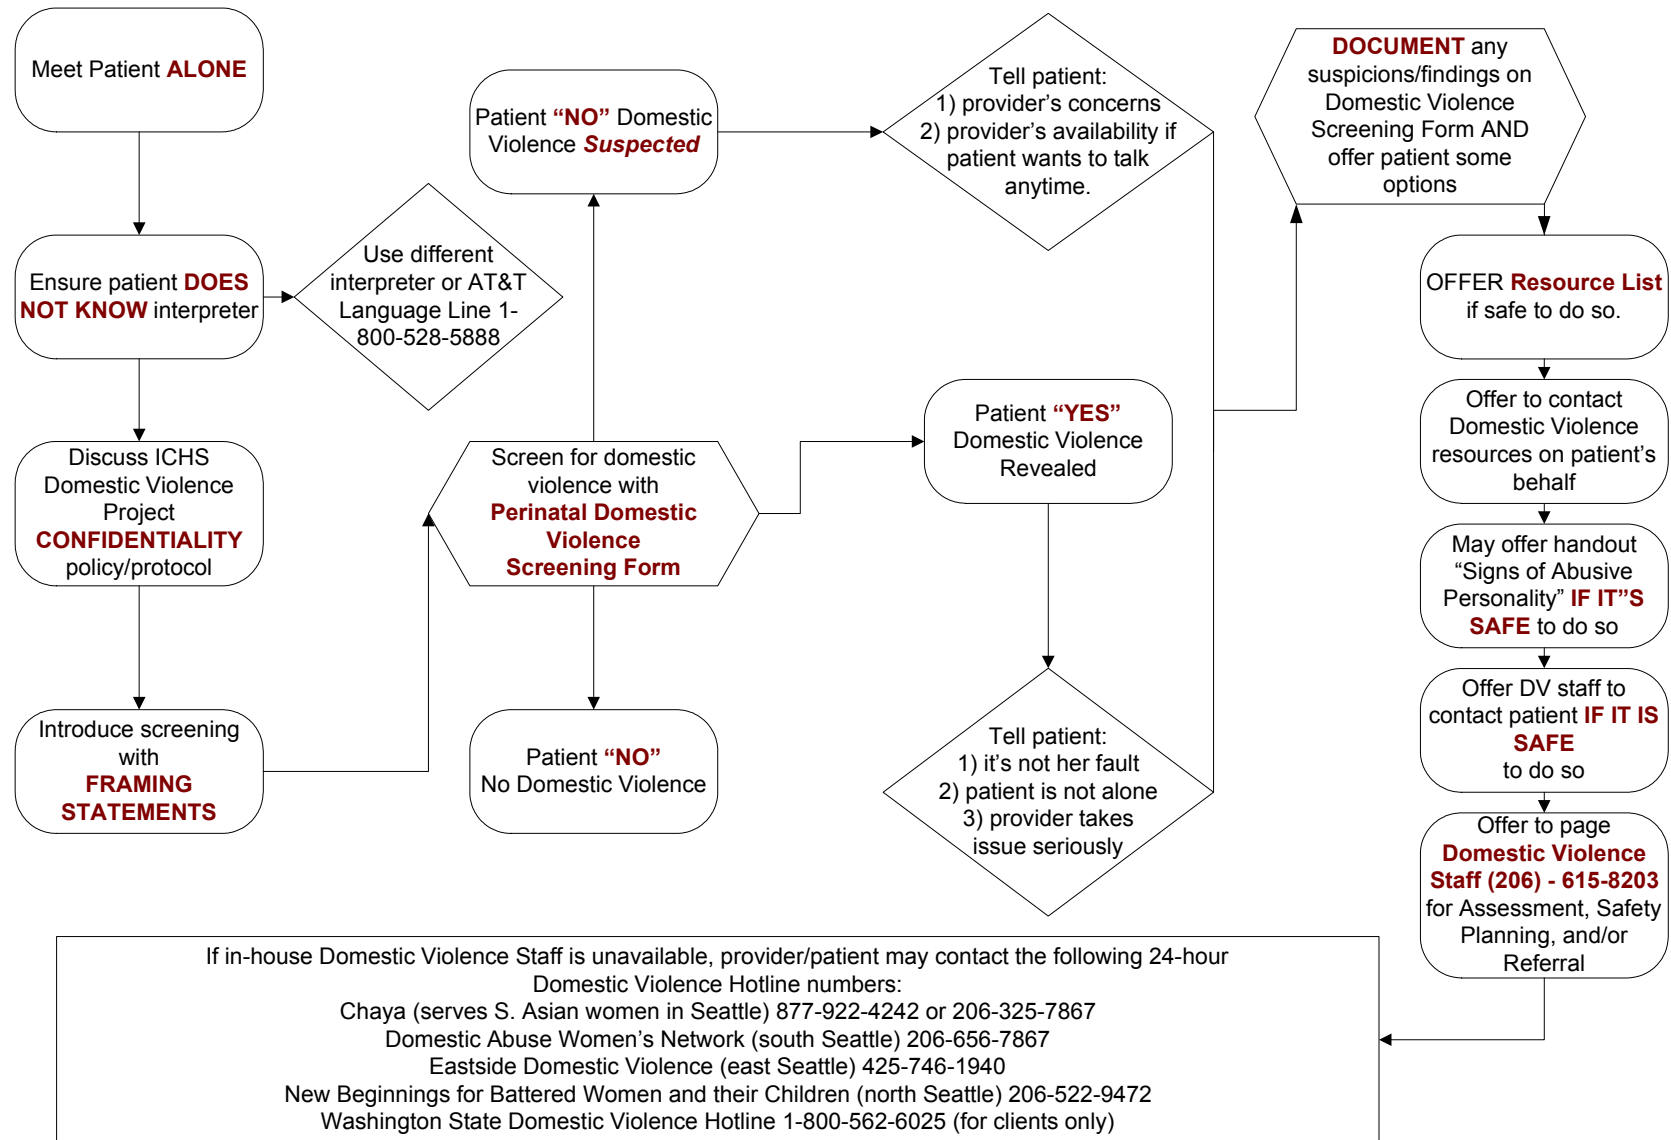 Meet Patient ALONE
Ensure patient DOES
NOT KNOW interpreter
Use different
interpreter or AT&T
Language Line 1-
800-528-5888
Discuss ICHS
Domestic Violence
Project
CONFIDENTIALITY
policy/protocol
Introduce screening
with
FRAMING
STATEMENTS
Screen for domestic
violence with
Perinatal Domestic
Violence
Screening Form
Patient “NO” Domestic
Violence Suspected
Tell patient:
1) provider’s concerns
2) provider’s availability if
patient wants to talk
anytime.
Patient “YES”
Domestic Violence
Revealed
Tell patient:
1) it’s not her fault
2) patient is not alone
3) provider takes
issue seriously
Patient “NO”
No Domestic Violence
DOCUMENT any
suspicions/findings on
Domestic Violence
Screening Form AND
offer patient some
options
OFFER Resource List
if safe to do so.
Offer to contact
Domestic Violence
resources on patient’s
behalf
May offer handout
“Signs of Abusive
Personality” IF IT”S
SAFE to do so
Offer DV staff to
contact patient IF IT IS
SAFE
to do so
Offer to page
Domestic Violence
Staff (206) - 615-8203
for Assessment, Safety
Planning, and/or
Referral
If in-house Domestic Violence Staff is unavailable, provider/patient may contact the following 24-hour
Domestic Violence Hotline numbers:
Chaya (serves S. Asian women in Seattle) 877-922-4242 or 206-325-7867
Domestic Abuse Women’s Network (south Seattle) 206-656-7867
Eastside Domestic Violence (east Seattle) 425-746-1940
New Beginnings for Battered Women and their Children (north Seattle) 206-522-9472
Washington State Domestic Violence Hotline 1-800-562-6025 (for clients only)